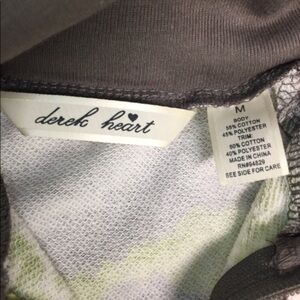 derek heart
M
BODY
55% COTTON
45% POLYESTER
TRIM:
60% COTTON
40% POLYESTER
MADE IN CHINA
RN#64829
SEE SIDE FOR CARE